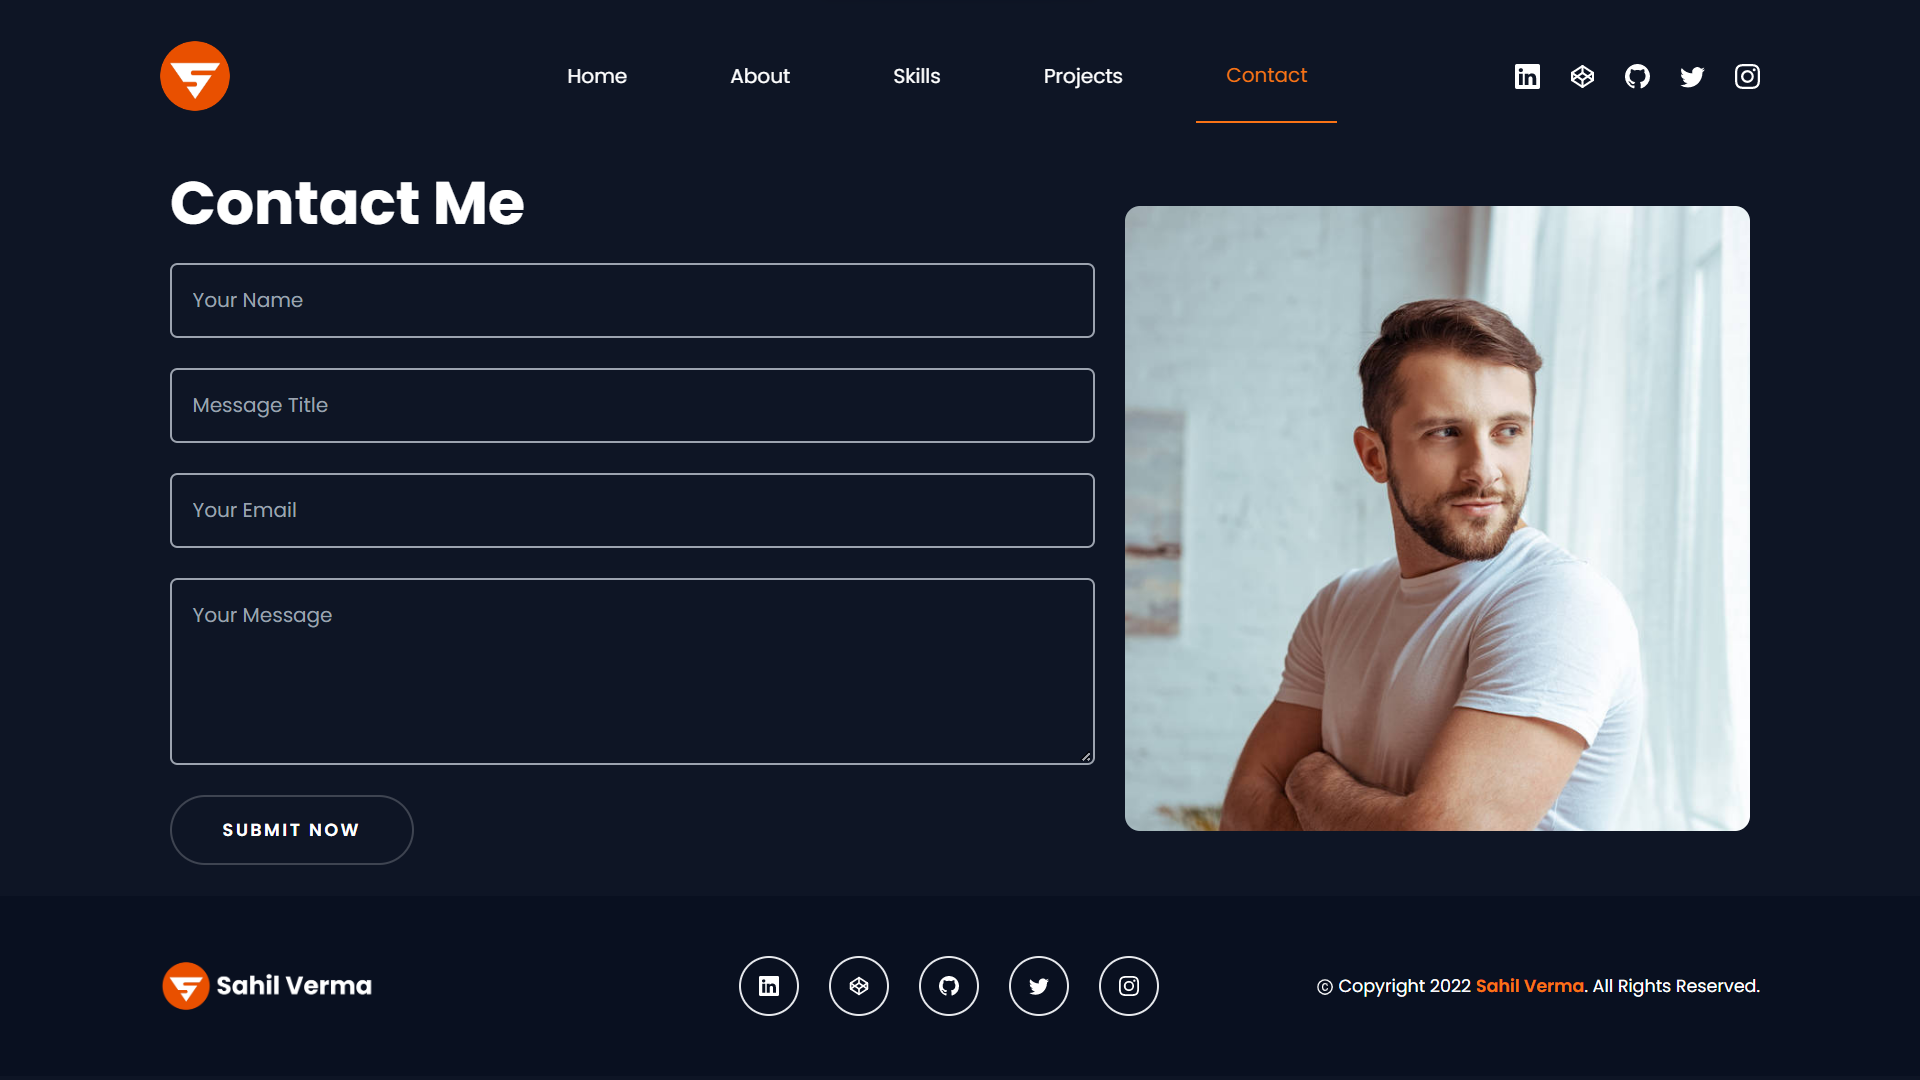 Home About Skills Projects Contact
Contact Me
Your Name
Message Title
Your Email
Your Message
SUBMIT NOW
Sahil Verma
© Copyright 2022 Sahil Verma. All Rights Reserved.